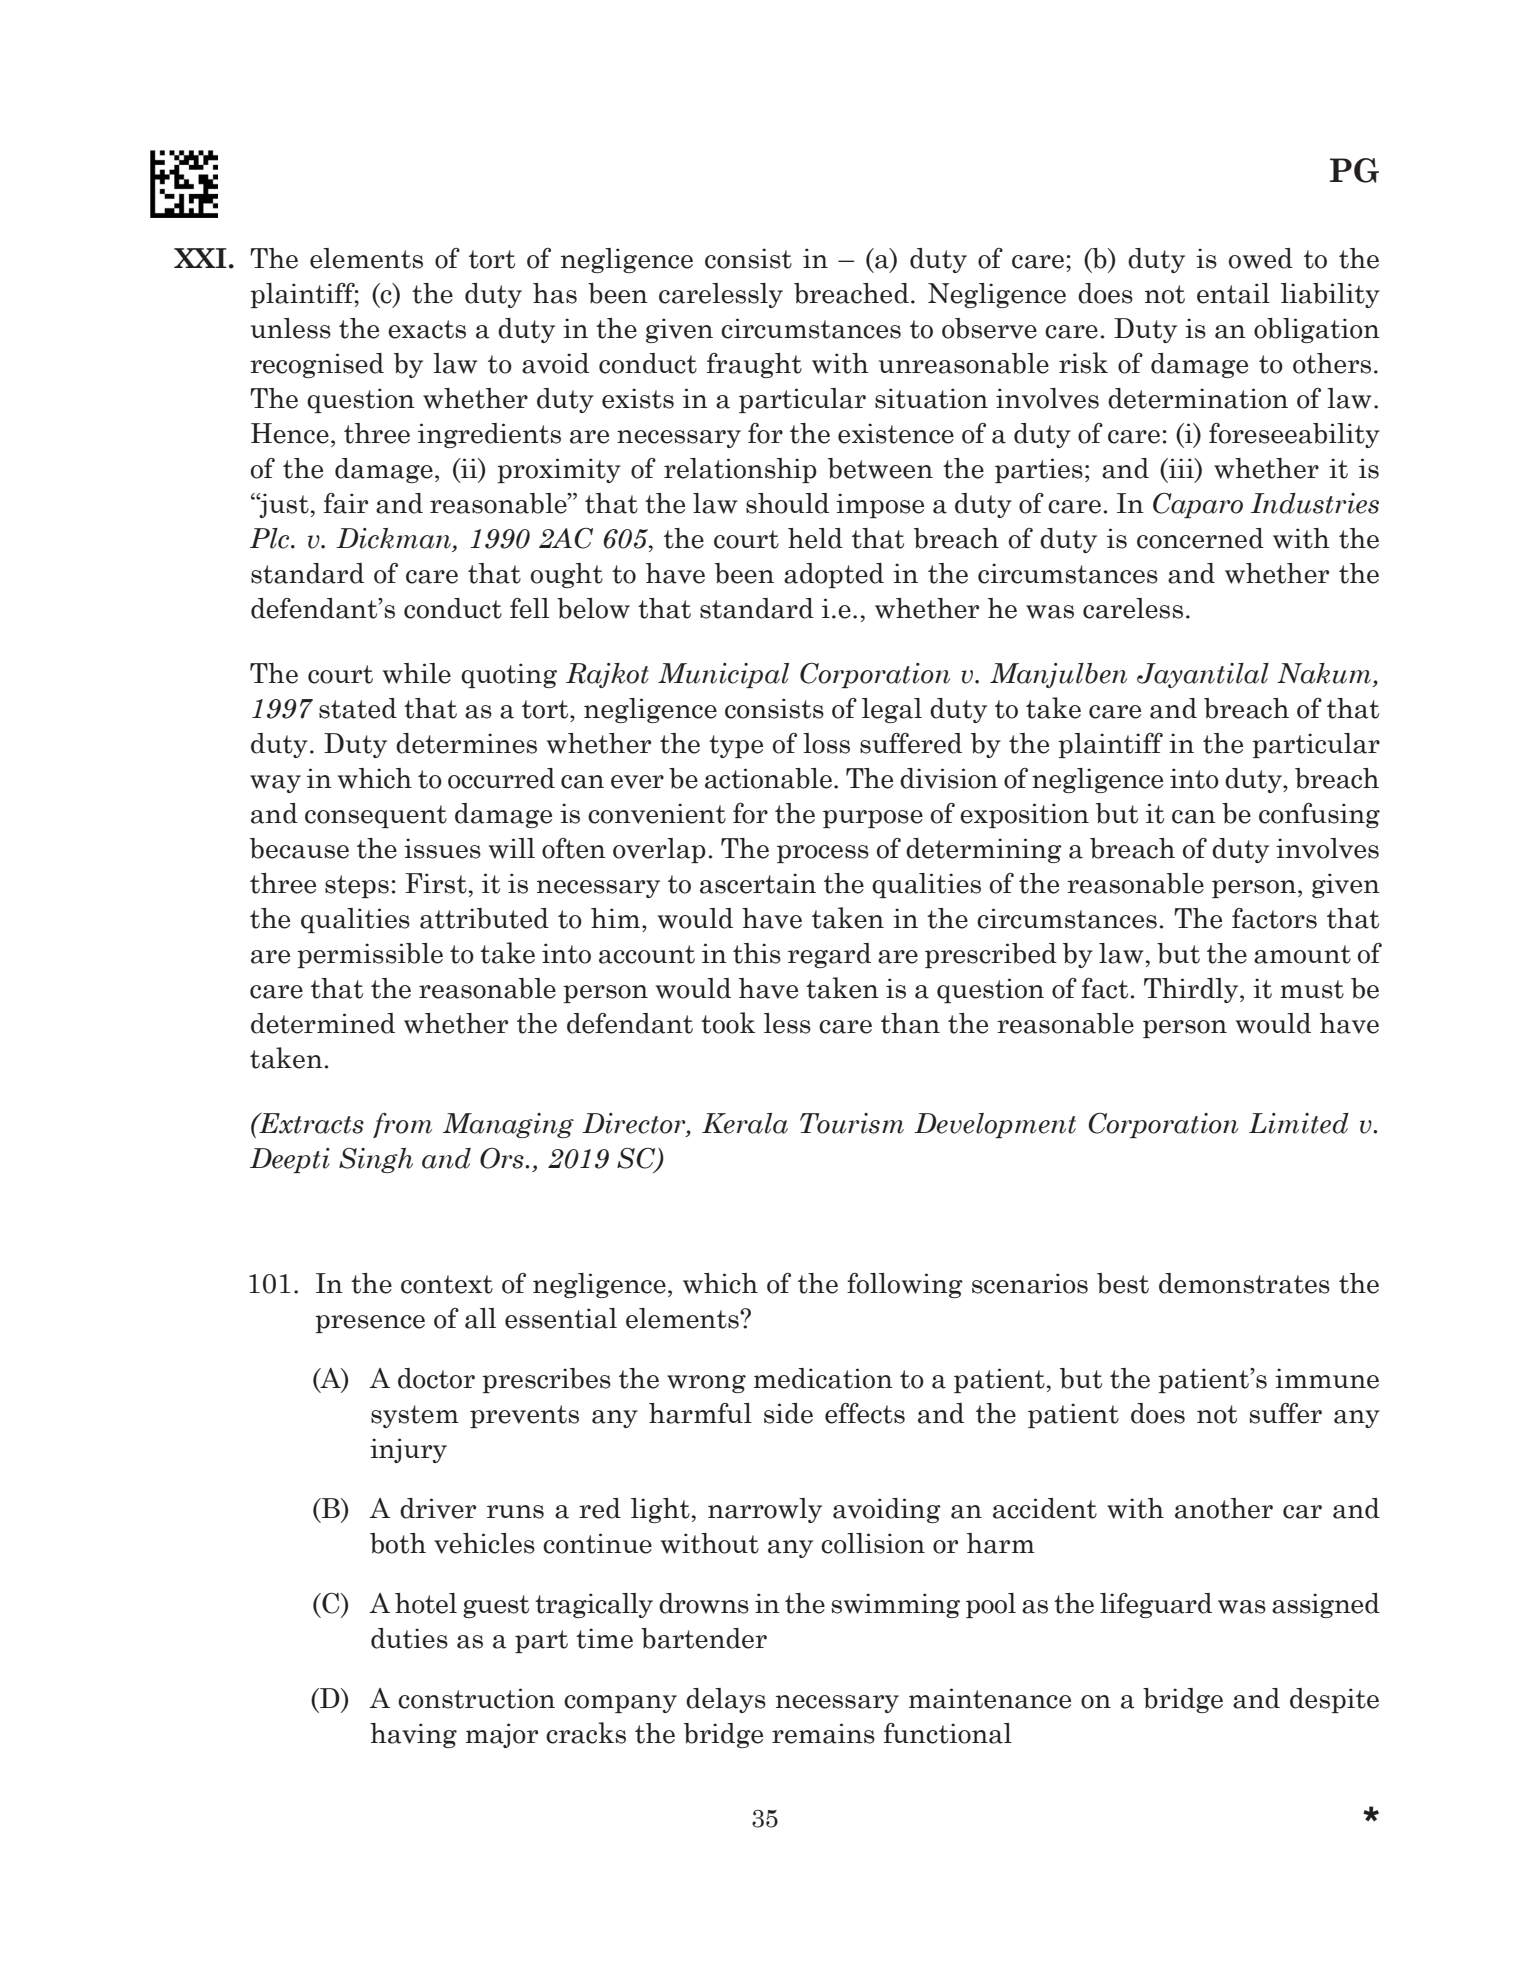 PG
XXI. The elements of tort of negligence consist in – (a) duty of care; (b) duty is owed to the
plaintiff; (c) the duty has been carelessly breached. Negligence does not entail liability
unless the exacts a duty in the given circumstances to observe care. Duty is an obligation
recognised by law to avoid conduct fraught with unreasonable risk of damage to others.
The question whether duty exists in a particular situation involves determination of law.
Hence, three ingredients are necessary for the existence of a duty of care: (i) foreseeability
of the damage, (ii) proximity of relationship between the parties; and (iii) whether it is
“just, fair and reasonable” that the law should impose a duty of care. In Caparo Industries
Plc. v. Dickman, 1990 2AC 605, the court held that breach of duty is concerned with the
standard of care that ought to have been adopted in the circumstances and whether the
defendant’s conduct fell below that standard i.e., whether he was careless.
The court while quoting Rajkot Municipal Corporation v. Manjulben Jayantilal Nakum,
1997 stated that as a tort, negligence consists of legal duty to take care and breach of that
duty. Duty determines whether the type of loss suffered by the plaintiff in the particular
way in which to occurred can ever be actionable. The division of negligence into duty, breach
and consequent damage is convenient for the purpose of exposition but it can be confusing
because the issues will often overlap. The process of determining a breach of duty involves
three steps: First, it is necessary to ascertain the qualities of the reasonable person, given
the qualities attributed to him, would have taken in the circumstances. The factors that
are permissible to take into account in this regard are prescribed by law, but the amount of
care that the reasonable person would have taken is a question of fact. Thirdly, it must be
determined whether the defendant took less care than the reasonable person would have
taken.
(Extracts from Managing Director, Kerala Tourism Development Corporation Limited v.
Deepti Singh and Ors., 2019 SC)
101. In the context of negligence, which of the following scenarios best demonstrates the
presence of all essential elements?
(A) A doctor prescribes the wrong medication to a patient, but the patient’s immune
system prevents any harmful side effects and the patient does not suffer any
injury
(B) A driver runs a red light, narrowly avoiding an accident with another car and
both vehicles continue without any collision or harm
(C) A hotel guest tragically drowns in the swimming pool as the lifeguard was assigned
duties as a part time bartender
(D) A construction company delays necessary maintenance on a bridge and despite
having major cracks the bridge remains functional
35 *